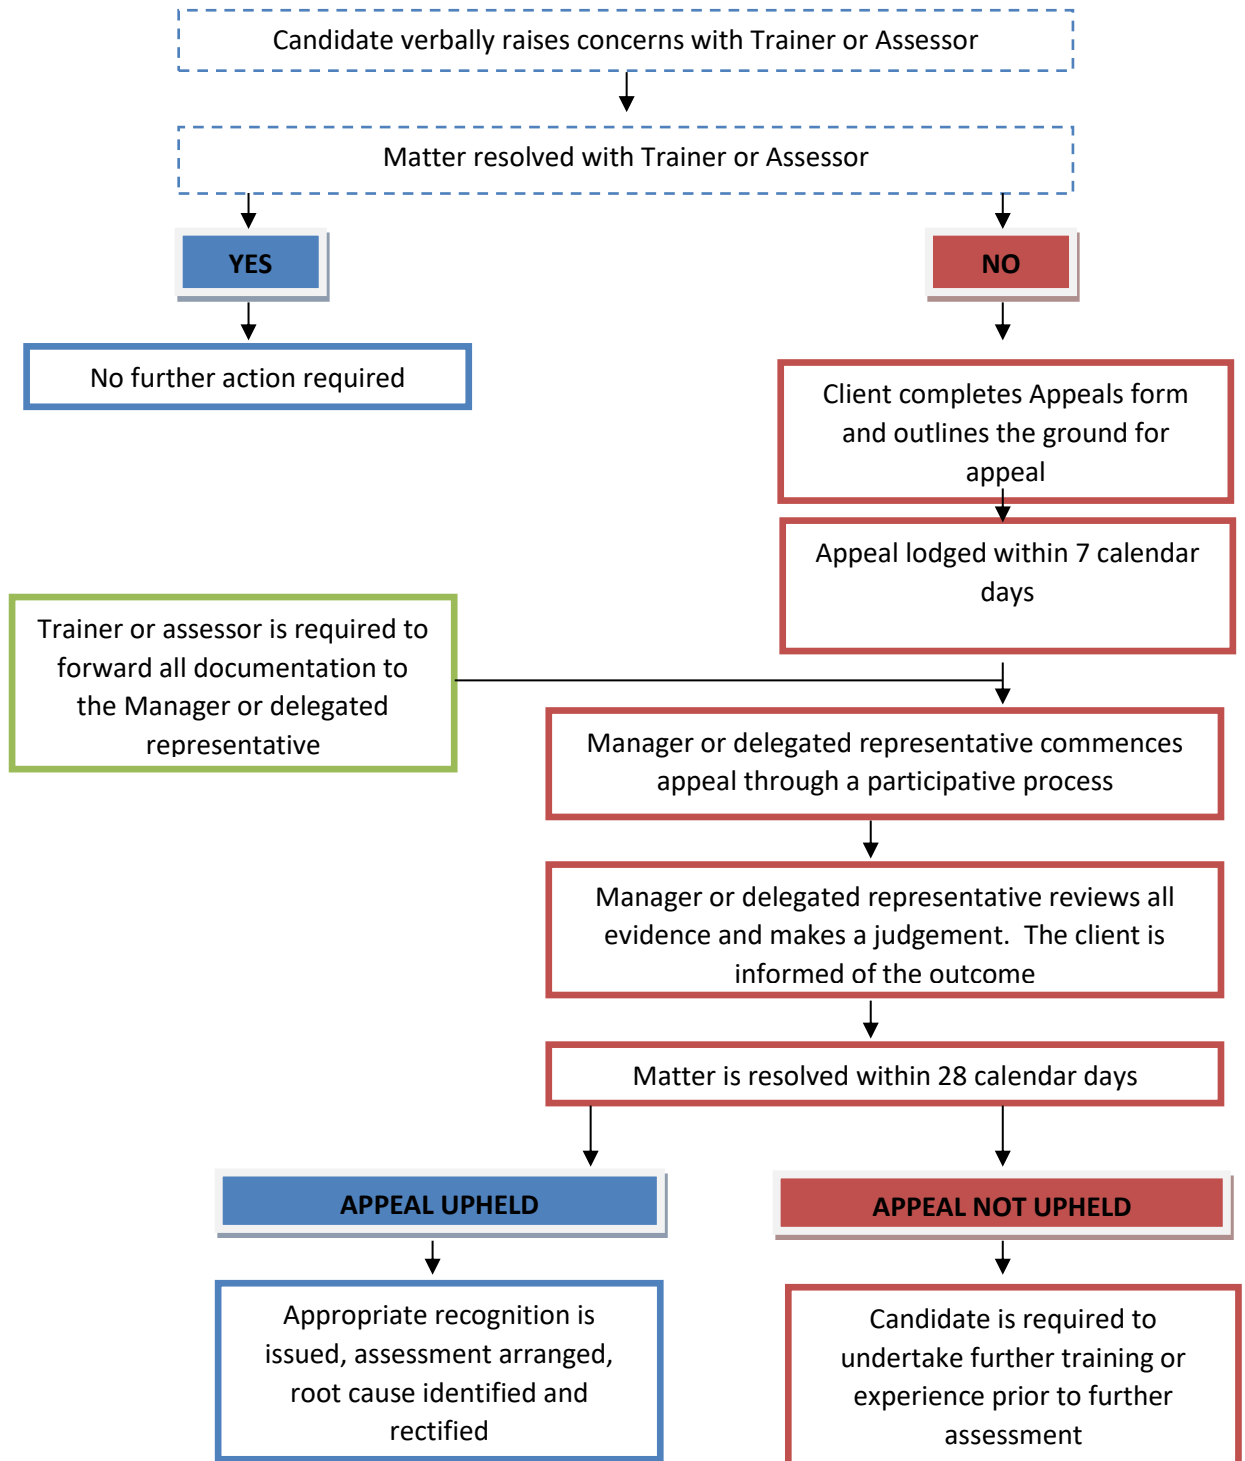 Candidate verbally raises concerns with Trainer or Assessor
Matter resolved with Trainer or Assessor
YES
NO
No further action required
Client completes Appeals form
and outlines the ground for
appeal
Appeal lodged within 7 calendar
days
Trainer or assessor is required to
forward all documentation to
the Manager or delegated
representative
Manager or delegated representative commences
appeal through a participative process
Manager or delegated representative reviews all
evidence and makes a judgement.  The client is
informed of the outcome
Matter is resolved within 28 calendar days
APPEAL UPHELD
APPEAL NOT UPHELD
Appropriate recognition is
issued, assessment arranged,
root cause identified and
rectified
Candidate is required to
undertake further training or
experience prior to further
assessment